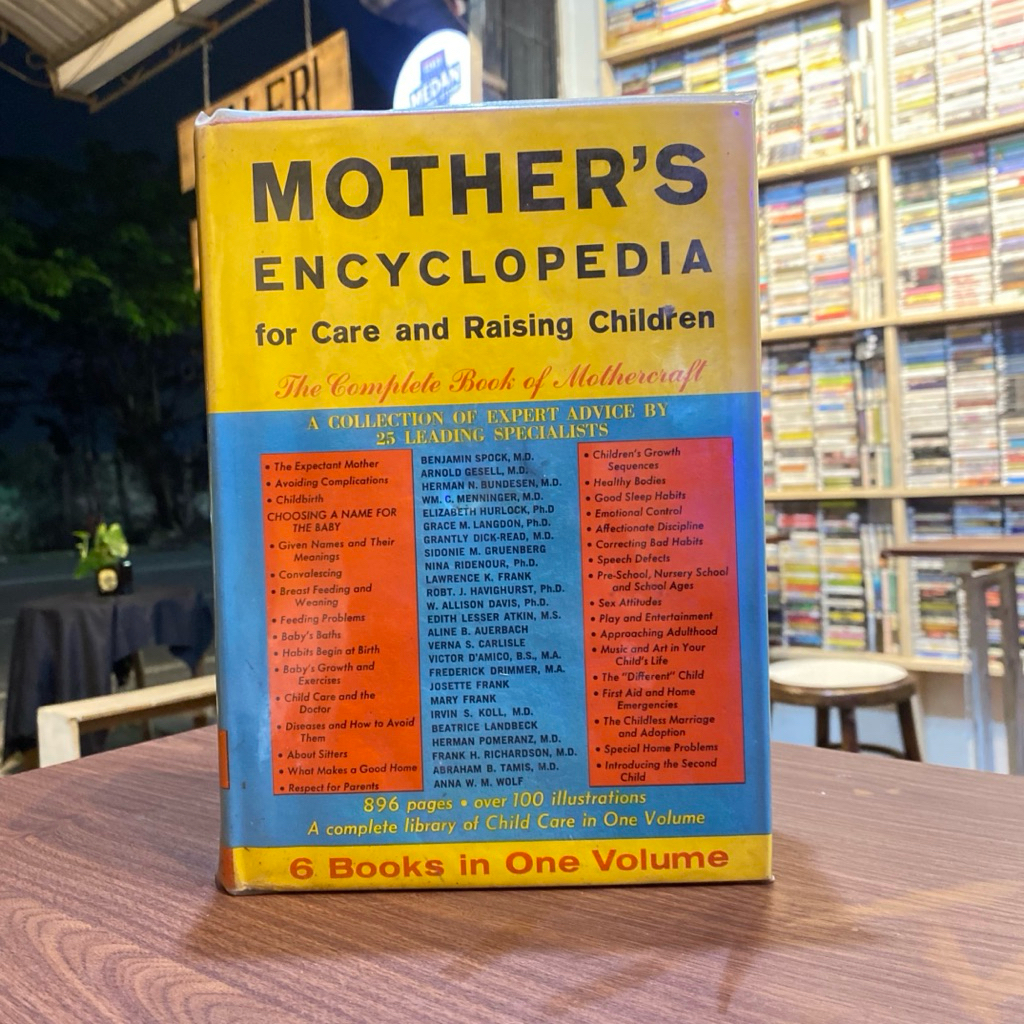 LERI
MEDAN
MOTHER'S
ENCYCLOPEDIA
for Care and Raising Children
The Complete Book of Mothercraft
A COLLECTION OF EXPERT ADVICE BY
25 LEADING SPECIALISTS
• The Expectant Mother
• Avoiding Complications
• Childbirth
CHOOSING A NAME FOR
THE BABY
• Given Names and Their
Meanings
• Convalescing
• Breast Feeding and
Weaning
• Feeding Problems
• Baby's Baths
• Habits Begin at Birth
• Baby's Growth and
Exercises
• Child Care and the
Doctor
• Diseases and How to Avoid
Them
• About Sitters
• What Makes a Good Home
• Respect for Parents
BENJAMIN SPOCK, M.D.
ARNOLD GESELL, M.D.
HERMAN N. BUNDESEN, M.D.
WM. C. MENNINGER, M.D.
ELIZABETH HURLOCK, Ph.D
GRACE M. LANGDON, Ph.D.
GRANTLY DICK-READ, M.D.
SIDONIE M. GRUENBERG
NINA RIDENOUR, Ph.D.
LAWRENCE K. FRANK
ROBT. J. HAVIGHURST, Ph.D.
W. ALLISON DAVIS, Ph.D.
EDITH LESSER ATKIN, M.S.
ALINE B. AUERBACH
VERNA S. CARLISLE
VICTOR D'AMICO, B.S., M.A.
FREDERICK DRIMMER, M.A.
JOSETTE FRANK
MARY FRANK
IRVIN S. KOLL, M.D.
BEATRICE LANDBECK
HERMAN POMERANZ, M.D.
FRANK H. RICHARDSON, M.D.
ABRAHAM B. TAMIS, M.D.
ANNA W. M. WOLF
• Children's Growth
Sequences
• Healthy Bodies
• Good Sleep Habits
• Emotional Control
• Affectionate Discipline
• Correcting Bad Habits
• Speech Defects
• Pre-School, Nursery School
and School Ages
• Sex Attitudes
• Play and Entertainment
• Approaching Adulthood
• Music and Art in Your
Child's Life
• The "Different" Child
• First Aid and Home
Emergencies
• The Childless Marriage
and Adoption
• Special Home Problems
• Introducing the Second
Child
896 pages • over 100 illustrations
A complete library of Child Care in One Volume
6 Books in One Volume